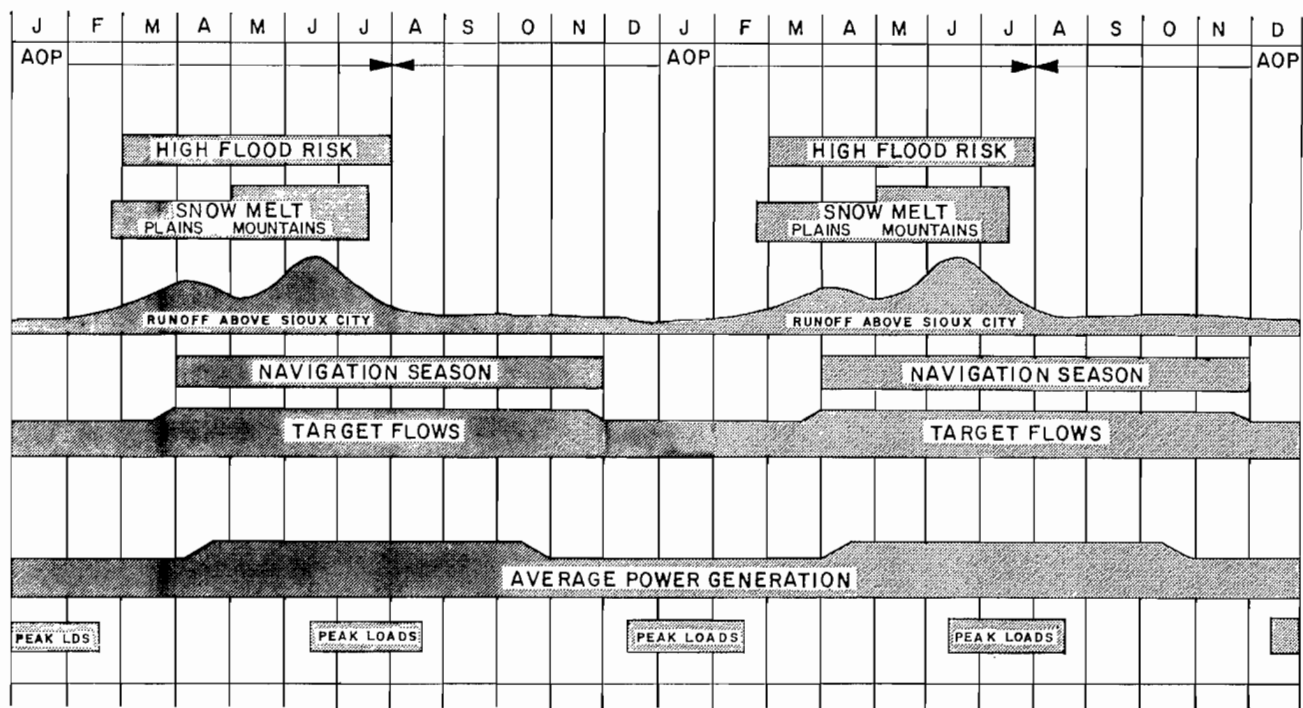 J F M A M J J A S O N D J F M A M J J A S O N D
AOP AOP AOP
HIGH FLOOD RISK HIGH FLOOD RISK
SNOW MELT SNOW MELT
PLAINS MOUNTAINS PLAINS MOUNTAINS
RUNOFF ABOVE SIOUX CITY RUNOFF ABOVE SIOUX CITY
NAVIGATION SEASON NAVIGATION SEASON
TARGET FLOWS TARGET FLOWS
AVERAGE POWER GENERATION
PEAK LDS PEAK LOADS PEAK LOADS PEAK LOADS